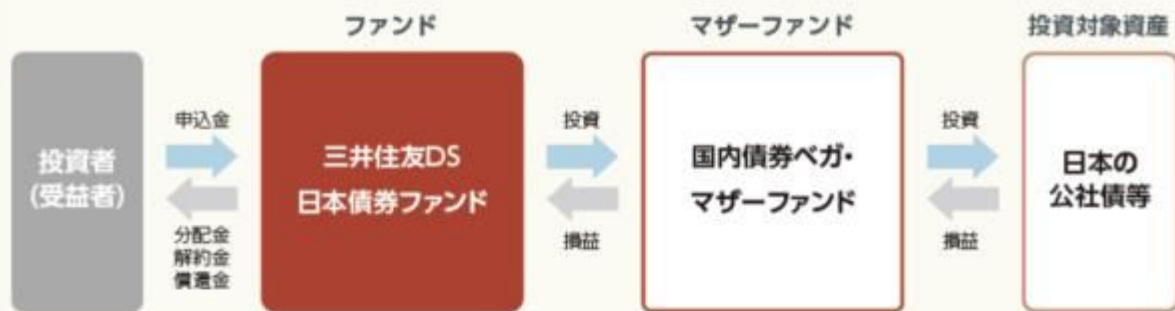 ファンド
マザーファンド
投資対象資産
投資者
(受益者)
申込金
分配金
解約金
償還金
三井住友DS
日本債券ファンド
投資
損益
国内債券ベガ・
マザーファンド
投資
損益
日本の
公社債等